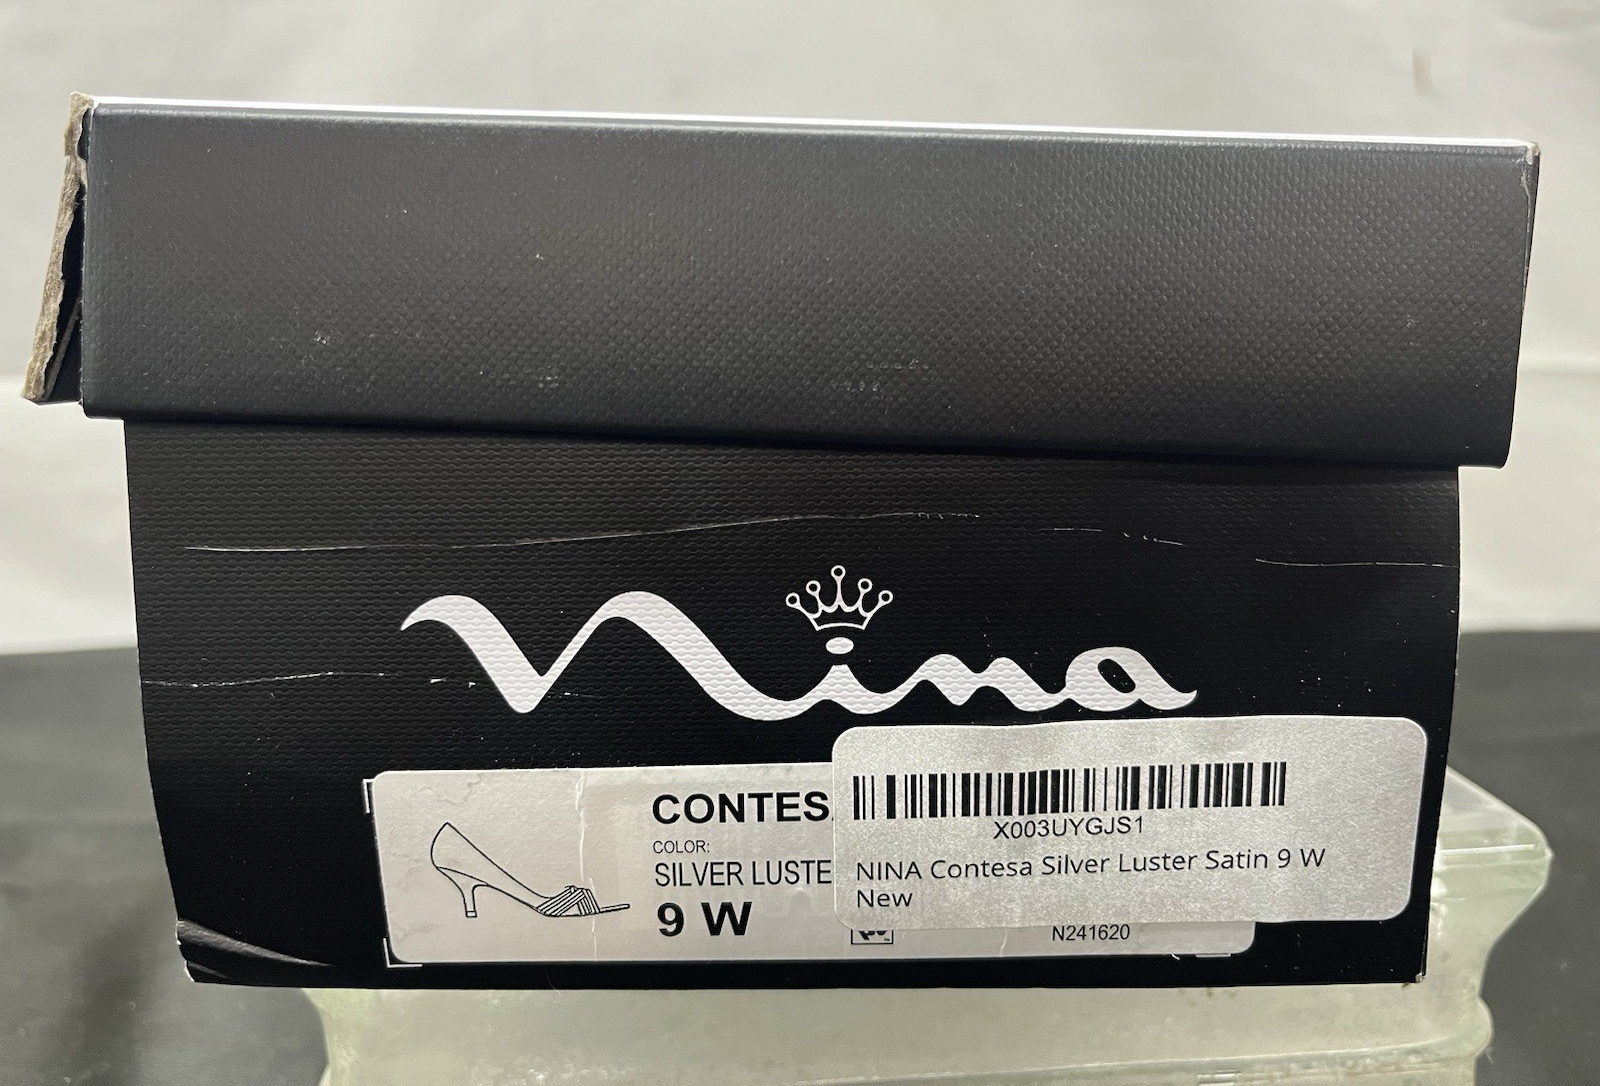 nina
CONTES
COLOR:
SILVER LUSTE
9 W
X003UYGJS1
NINA Contesa Silver Luster Satin 9 W
New
N241620